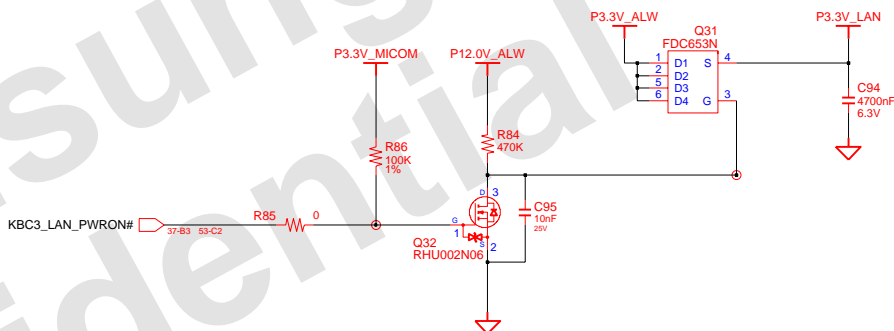 P3.3V_ALW
P3.3V_LAN
Q31
FDC653N
P3.3V_MICOM
P12.0V_ALW
1 D1 S 4
2 D2
5 D3
6 D4 G 3
C94
4700nF
6.3V
R84
470K
R86
100K
1%
D 3
C95
10nF
25V
KBC3_LAN_PWRON#
37-B3 53-C2
R85 0
G
1
S
2
Q32
RHU002N06